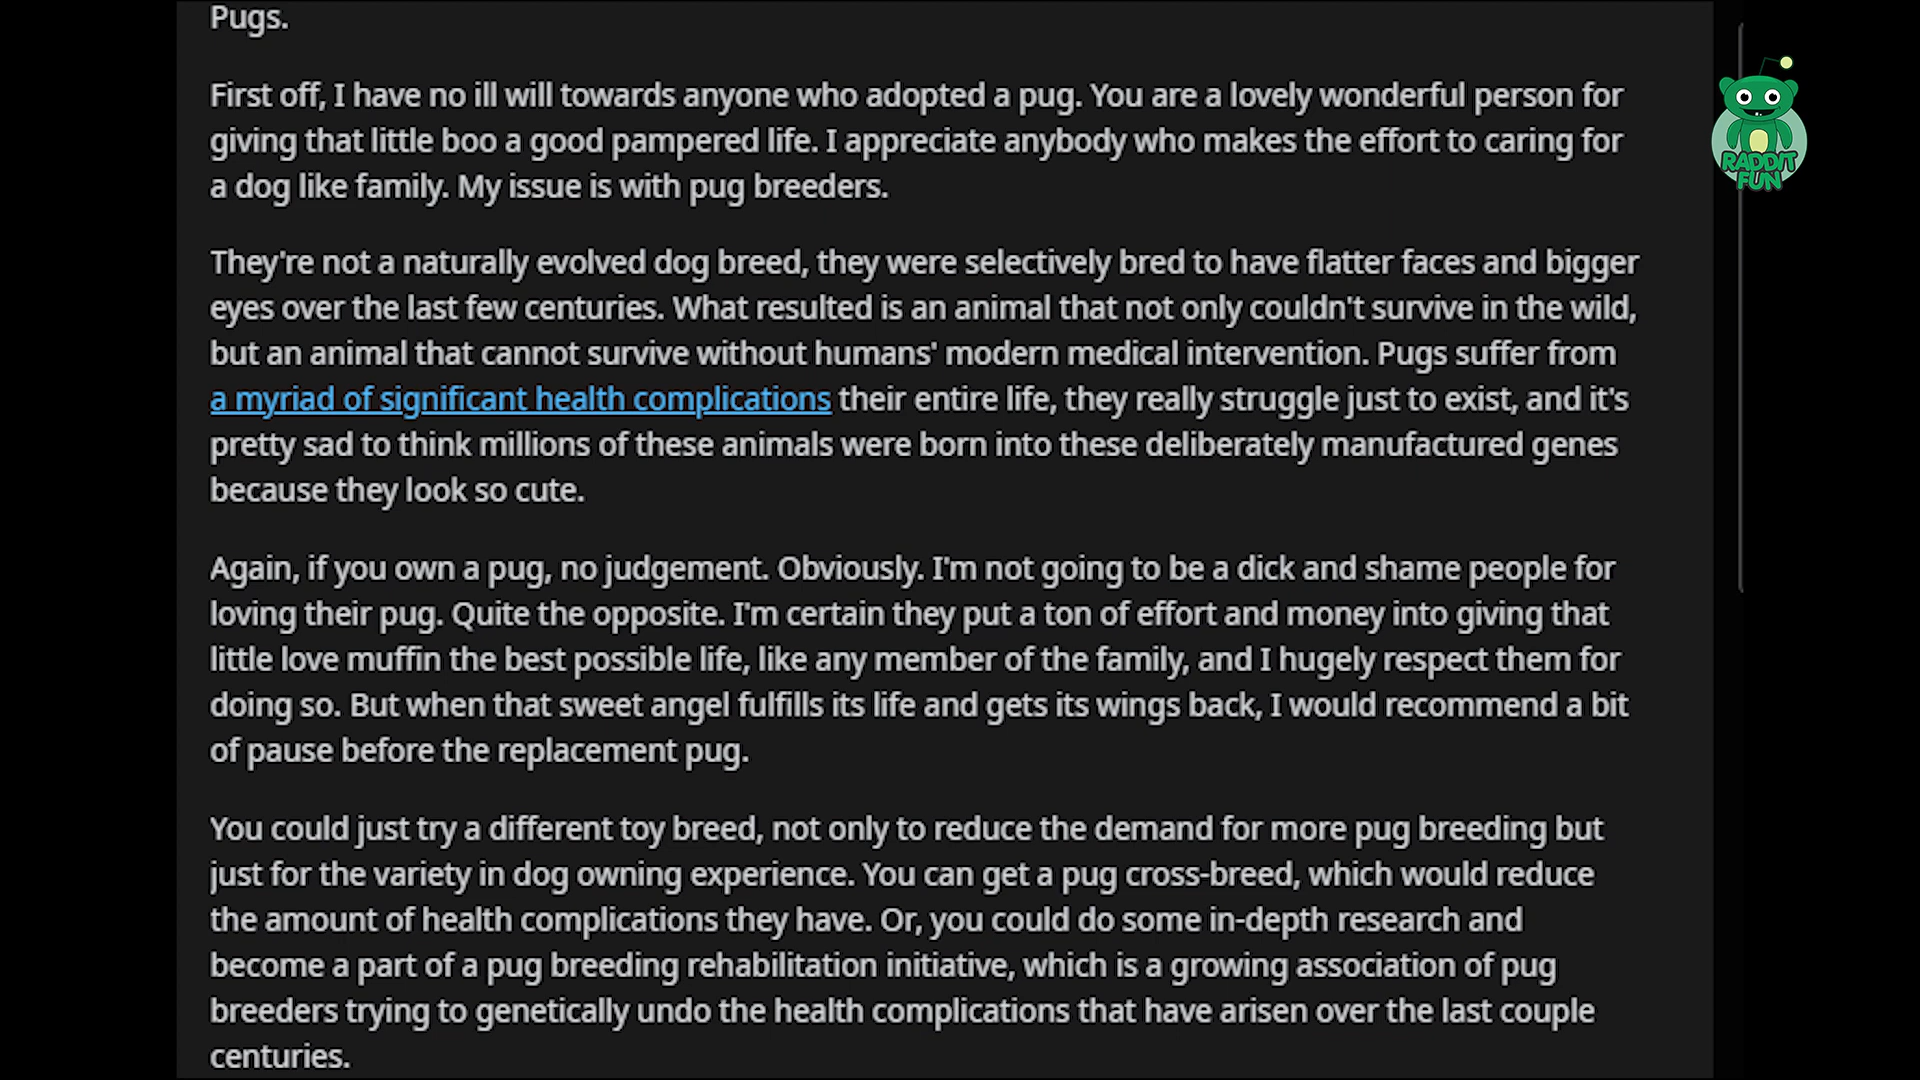 Pugs.
First off, I have no ill will towards anyone who adopted a pug. You are a lovely wonderful person for
giving that little boo a good pampered life. I appreciate anybody who makes the effort to caring for
a dog like family. My issue is with pug breeders.
They're not a naturally evolved dog breed, they were selectively bred to have flatter faces and bigger
eyes over the last few centuries. What resulted is an animal that not only couldn't survive in the wild,
but an animal that cannot survive without humans' modern medical intervention. Pugs suffer from
a myriad of significant health complications their entire life, they really struggle just to exist, and it's
pretty sad to think millions of these animals were born into these deliberately manufactured genes
because they look so cute.
Again, if you own a pug, no judgement. Obviously. I'm not going to be a dick and shame people for
loving their pug. Quite the opposite. I'm certain they put a ton of effort and money into giving that
little love muffin the best possible life, like any member of the family, and I hugely respect them for
doing so. But when that sweet angel fulfills its life and gets its wings back, I would recommend a bit
of pause before the replacement pug.
You could just try a different toy breed, not only to reduce the demand for more pug breeding but
just for the variety in dog owning experience. You can get a pug cross-breed, which would reduce
the amount of health complications they have. Or, you could do some in-depth research and
become a part of a pug breeding rehabilitation initiative, which is a growing association of pug
breeders trying to genetically undo the health complications that have arisen over the last couple
centuries.
RADDIT
FUN